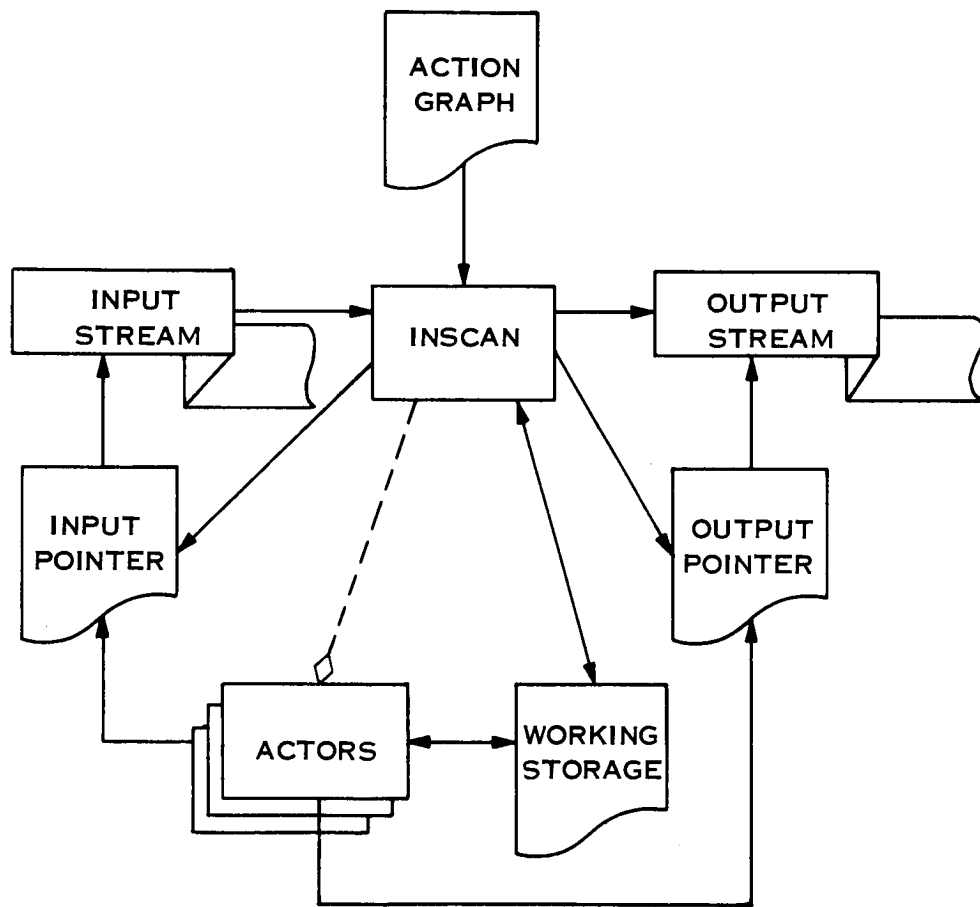 ACTION
GRAPH
INPUT
STREAM
INSCAN
OUTPUT
STREAM
INPUT
POINTER
OUTPUT
POINTER
ACTORS
WORKING
STORAGE